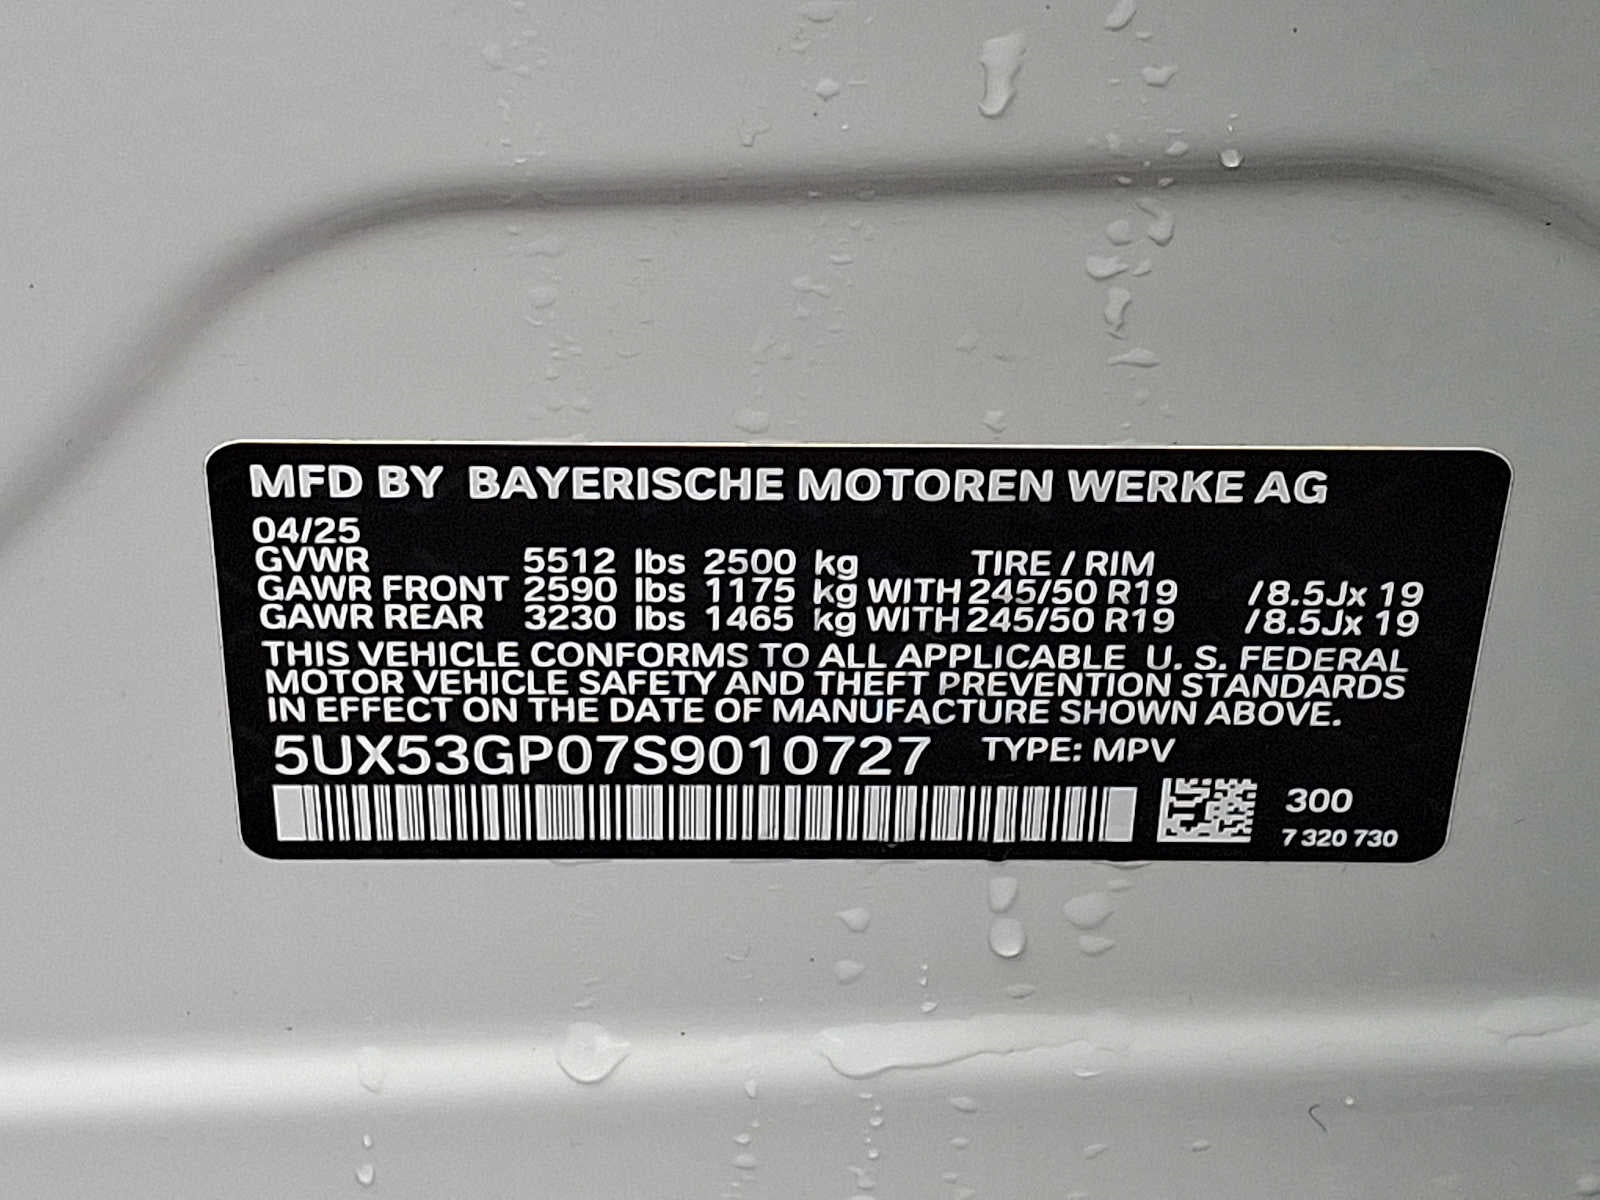 MFD BY BAYERISCHE MOTOREN WERKE AG
04/25
GVWR 5512 lbs 2500 kg TIRE / RIM
GAWR FRONT 2590 lbs 1175 kg WITH 245/50 R19 /8.5Jx 19
GAWR REAR 3230 lbs 1465 kg WITH 245/50 R19 /8.5Jx 19
THIS VEHICLE CONFORMS TO ALL APPLICABLE U. S. FEDERAL
MOTOR VEHICLE SAFETY AND THEFT PREVENTION STANDARDS
IN EFFECT ON THE DATE OF MANUFACTURE SHOWN ABOVE.
5UX53GP07S9010727 TYPE: MPV
300
7 320 730